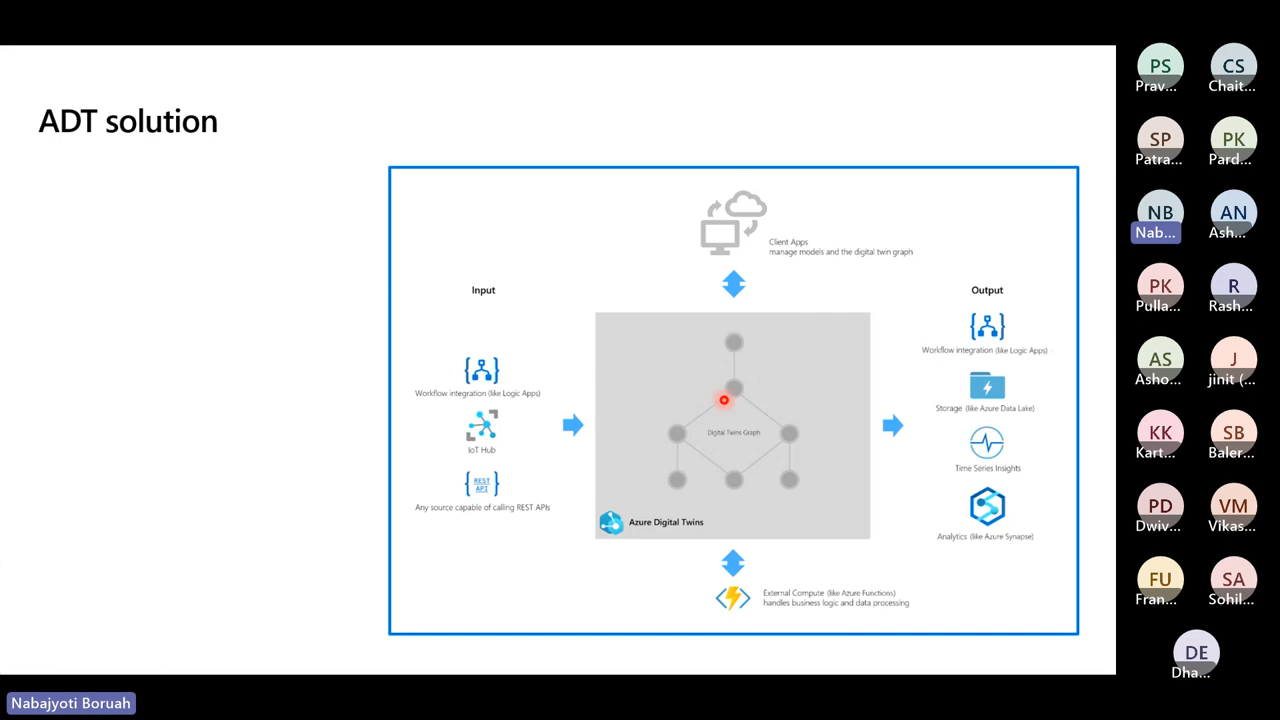 ADT solution
Client Apps
manage models and the digital twin graph
Input
Workflow integration (like Logic Apps)
IoT Hub
REST
API
Any source capable of calling REST APIs
Digital Twins Graph
Azure Digital Twins
Output
Workflow integration (like Logic Apps)
Storage (like Azure Data Lake)
Time Series Insights
Analytics (like Azure Synapse)
External Compute (like Azure Functions)
handles business logic and data processing
PS
Prav...
CS
Chait...
SP
Patra...
PK
Pard...
NB
Nab...
AN
Ash...
PK
Pulla...
R
Rash...
AS
Asho...
J
jinit (...
KK
Kart...
SB
Baler...
PD
Dwiv...
VM
Vikas...
FU
Fran...
SA
Sohil...
DE
Dha...
Nabajyoti Boruah